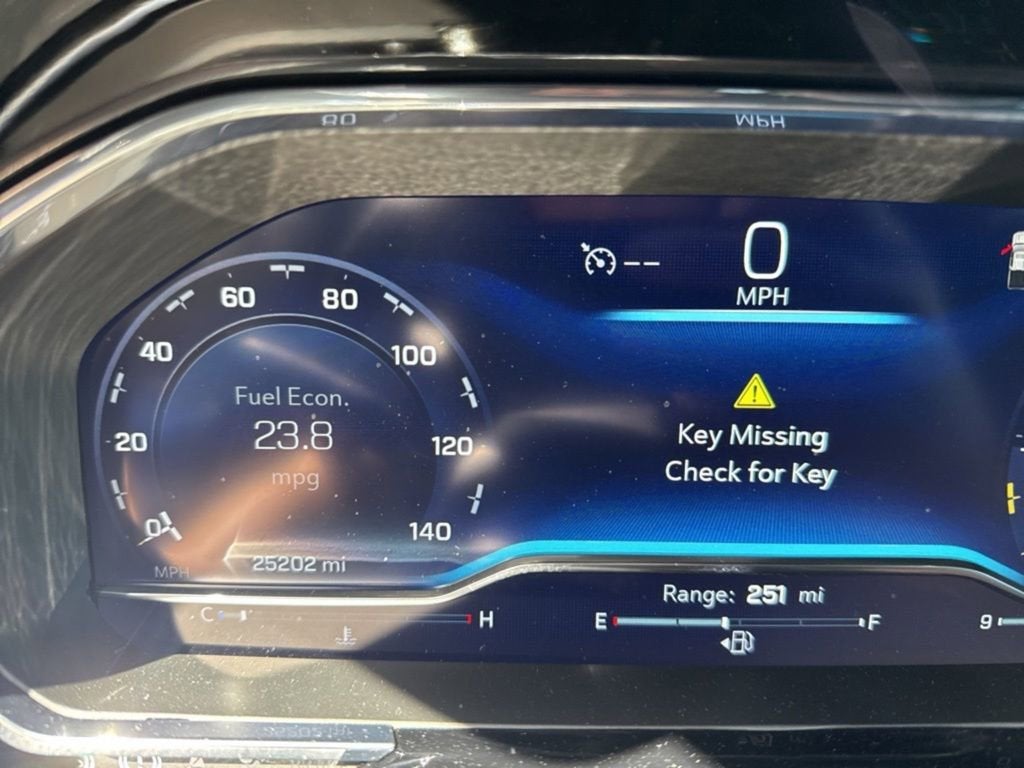 80 MPH
0
MPH
60 80
40 100
Fuel Econ.
23.8
mpg
20 120
0 140
MPH
25202 mi
Key Missing
Check for Key
Range: 251 mi
C H
E F
9